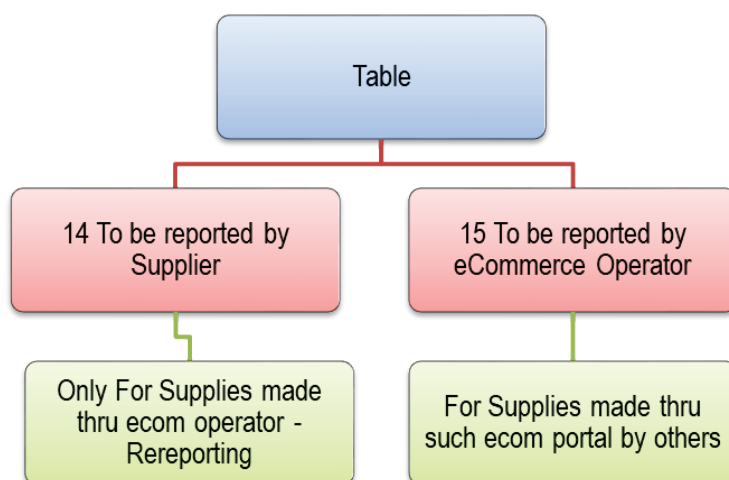 Table
14 To be reported by
Supplier
15 To be reported by
eCommerce Operator
Only For Supplies made
thru ecom operator -
Rereporting
For Supplies made thru
such ecom portal by others